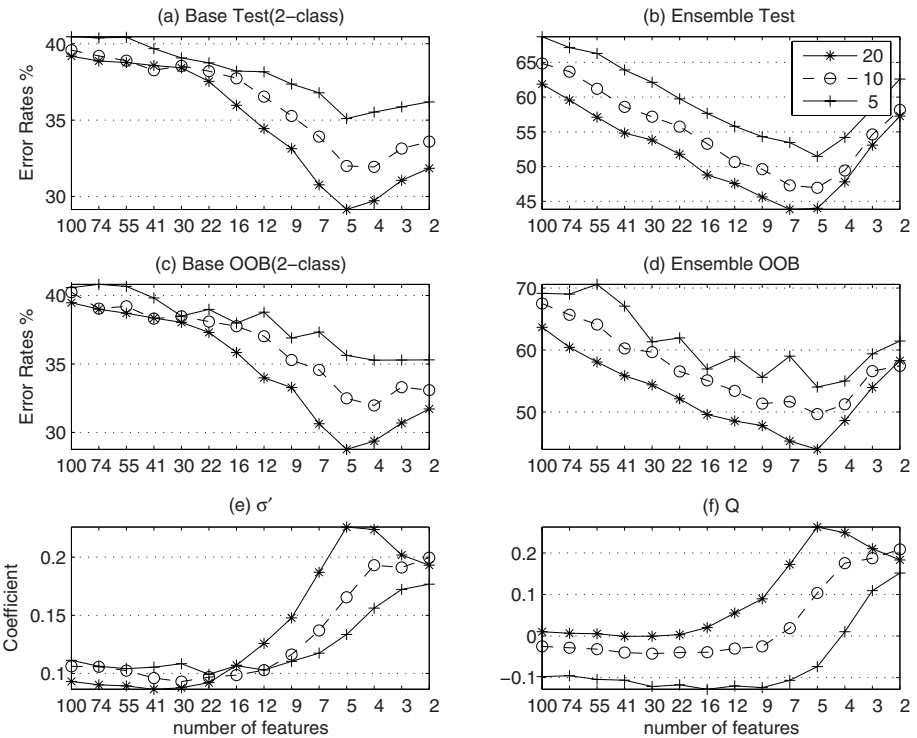 (a) Base Test(2−class)
Error Rates %
40
35
30
100 74 55 41 30 22 16 12 9 7 5 4 3 2
(b) Ensemble Test
65
60
55
50
45
100 74 55 41 30 22 16 12 9 7 5 4 3 2
20
10
5
(c) Base OOB(2−class)
Error Rates %
40
35
30
100 74 55 41 30 22 16 12 9 7 5 4 3 2
(d) Ensemble OOB
70
60
50
100 74 55 41 30 22 16 12 9 7 5 4 3 2
(e) σ′
Coefficient
0.2
0.15
0.1
100 74 55 41 30 22 16 12 9 7 5 4 3 2
number of features
(f) Q
0.2
0.1
0
−0.1
100 74 55 41 30 22 16 12 9 7 5 4 3 2
number of features